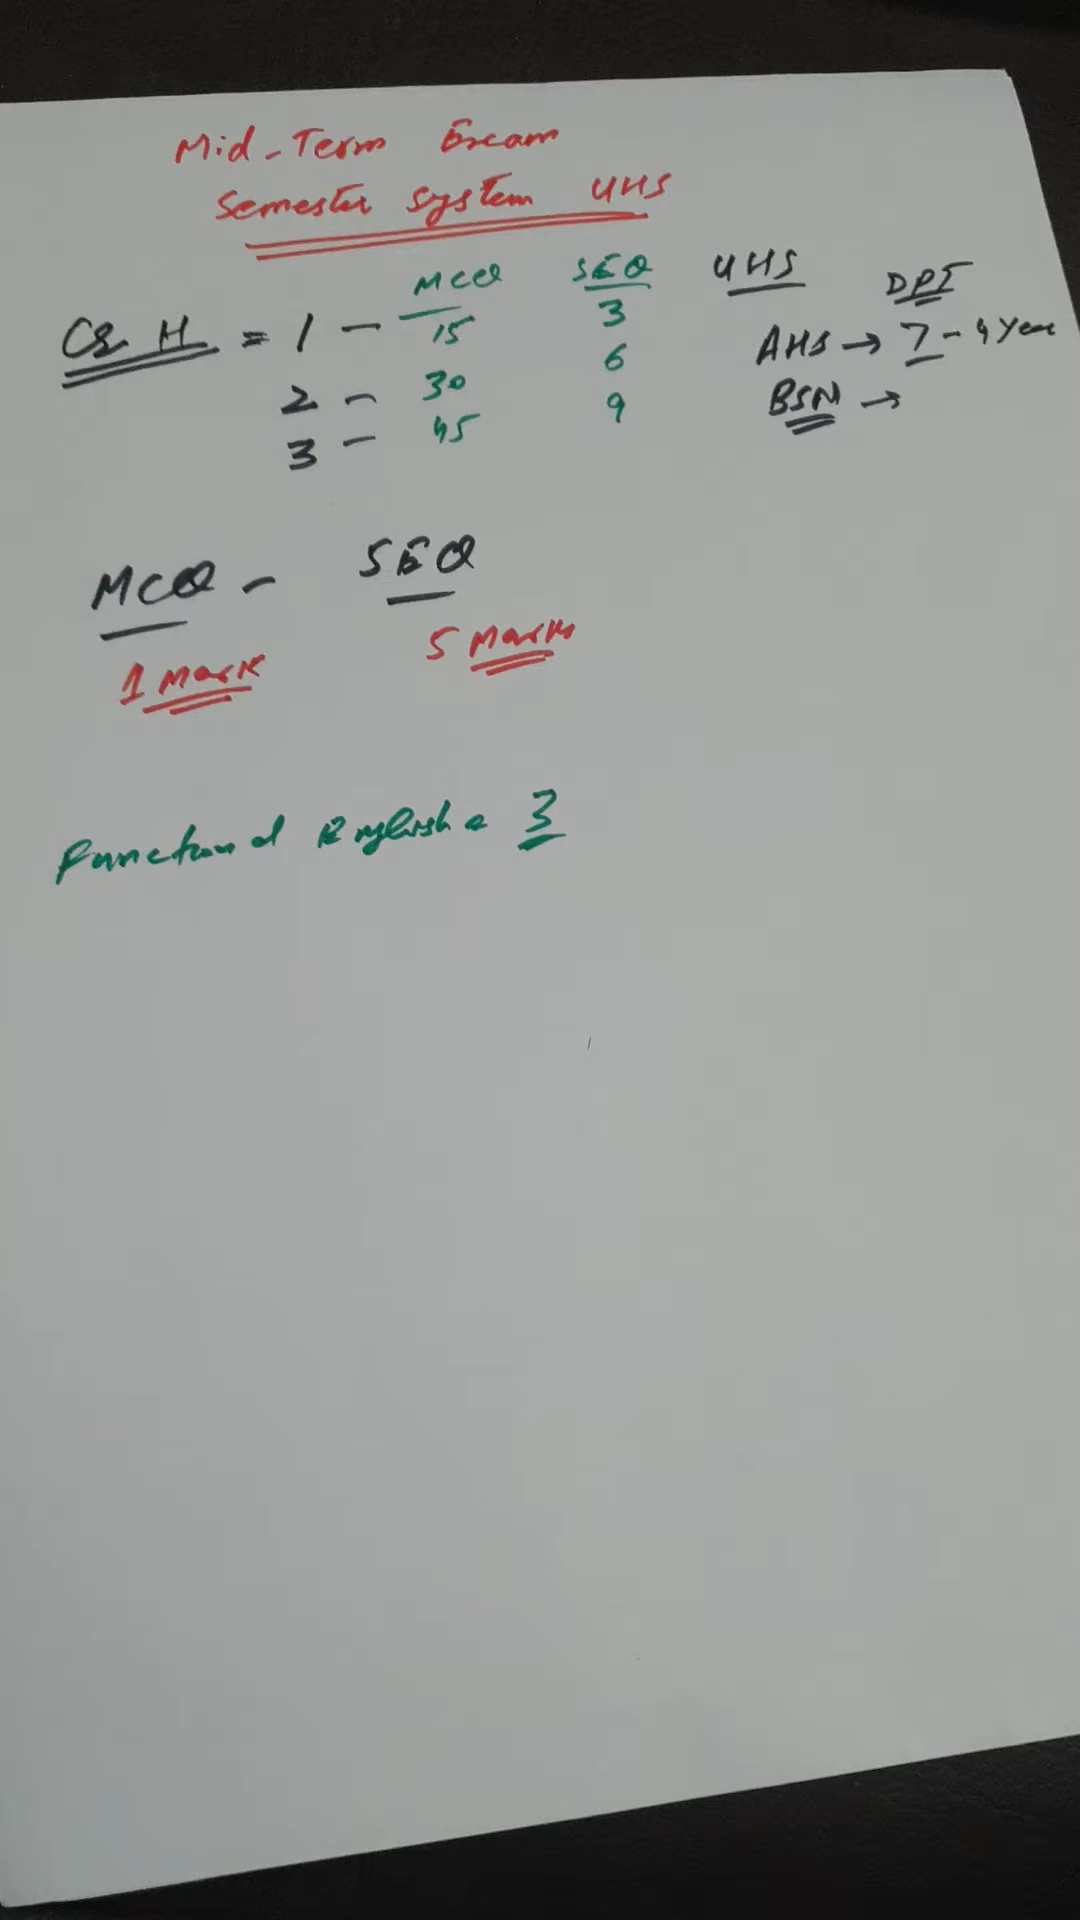 Mid-Term Exam
Semester System UHS
MCQ SEQ UHS DPT
Cr H = 1 - 15 3 AHS → 7 - 4 Year
2 - 30 6 BSN →
3 - 45 9
MCQ - SEQ
1 Mark 5 Marks
Functional English = 3